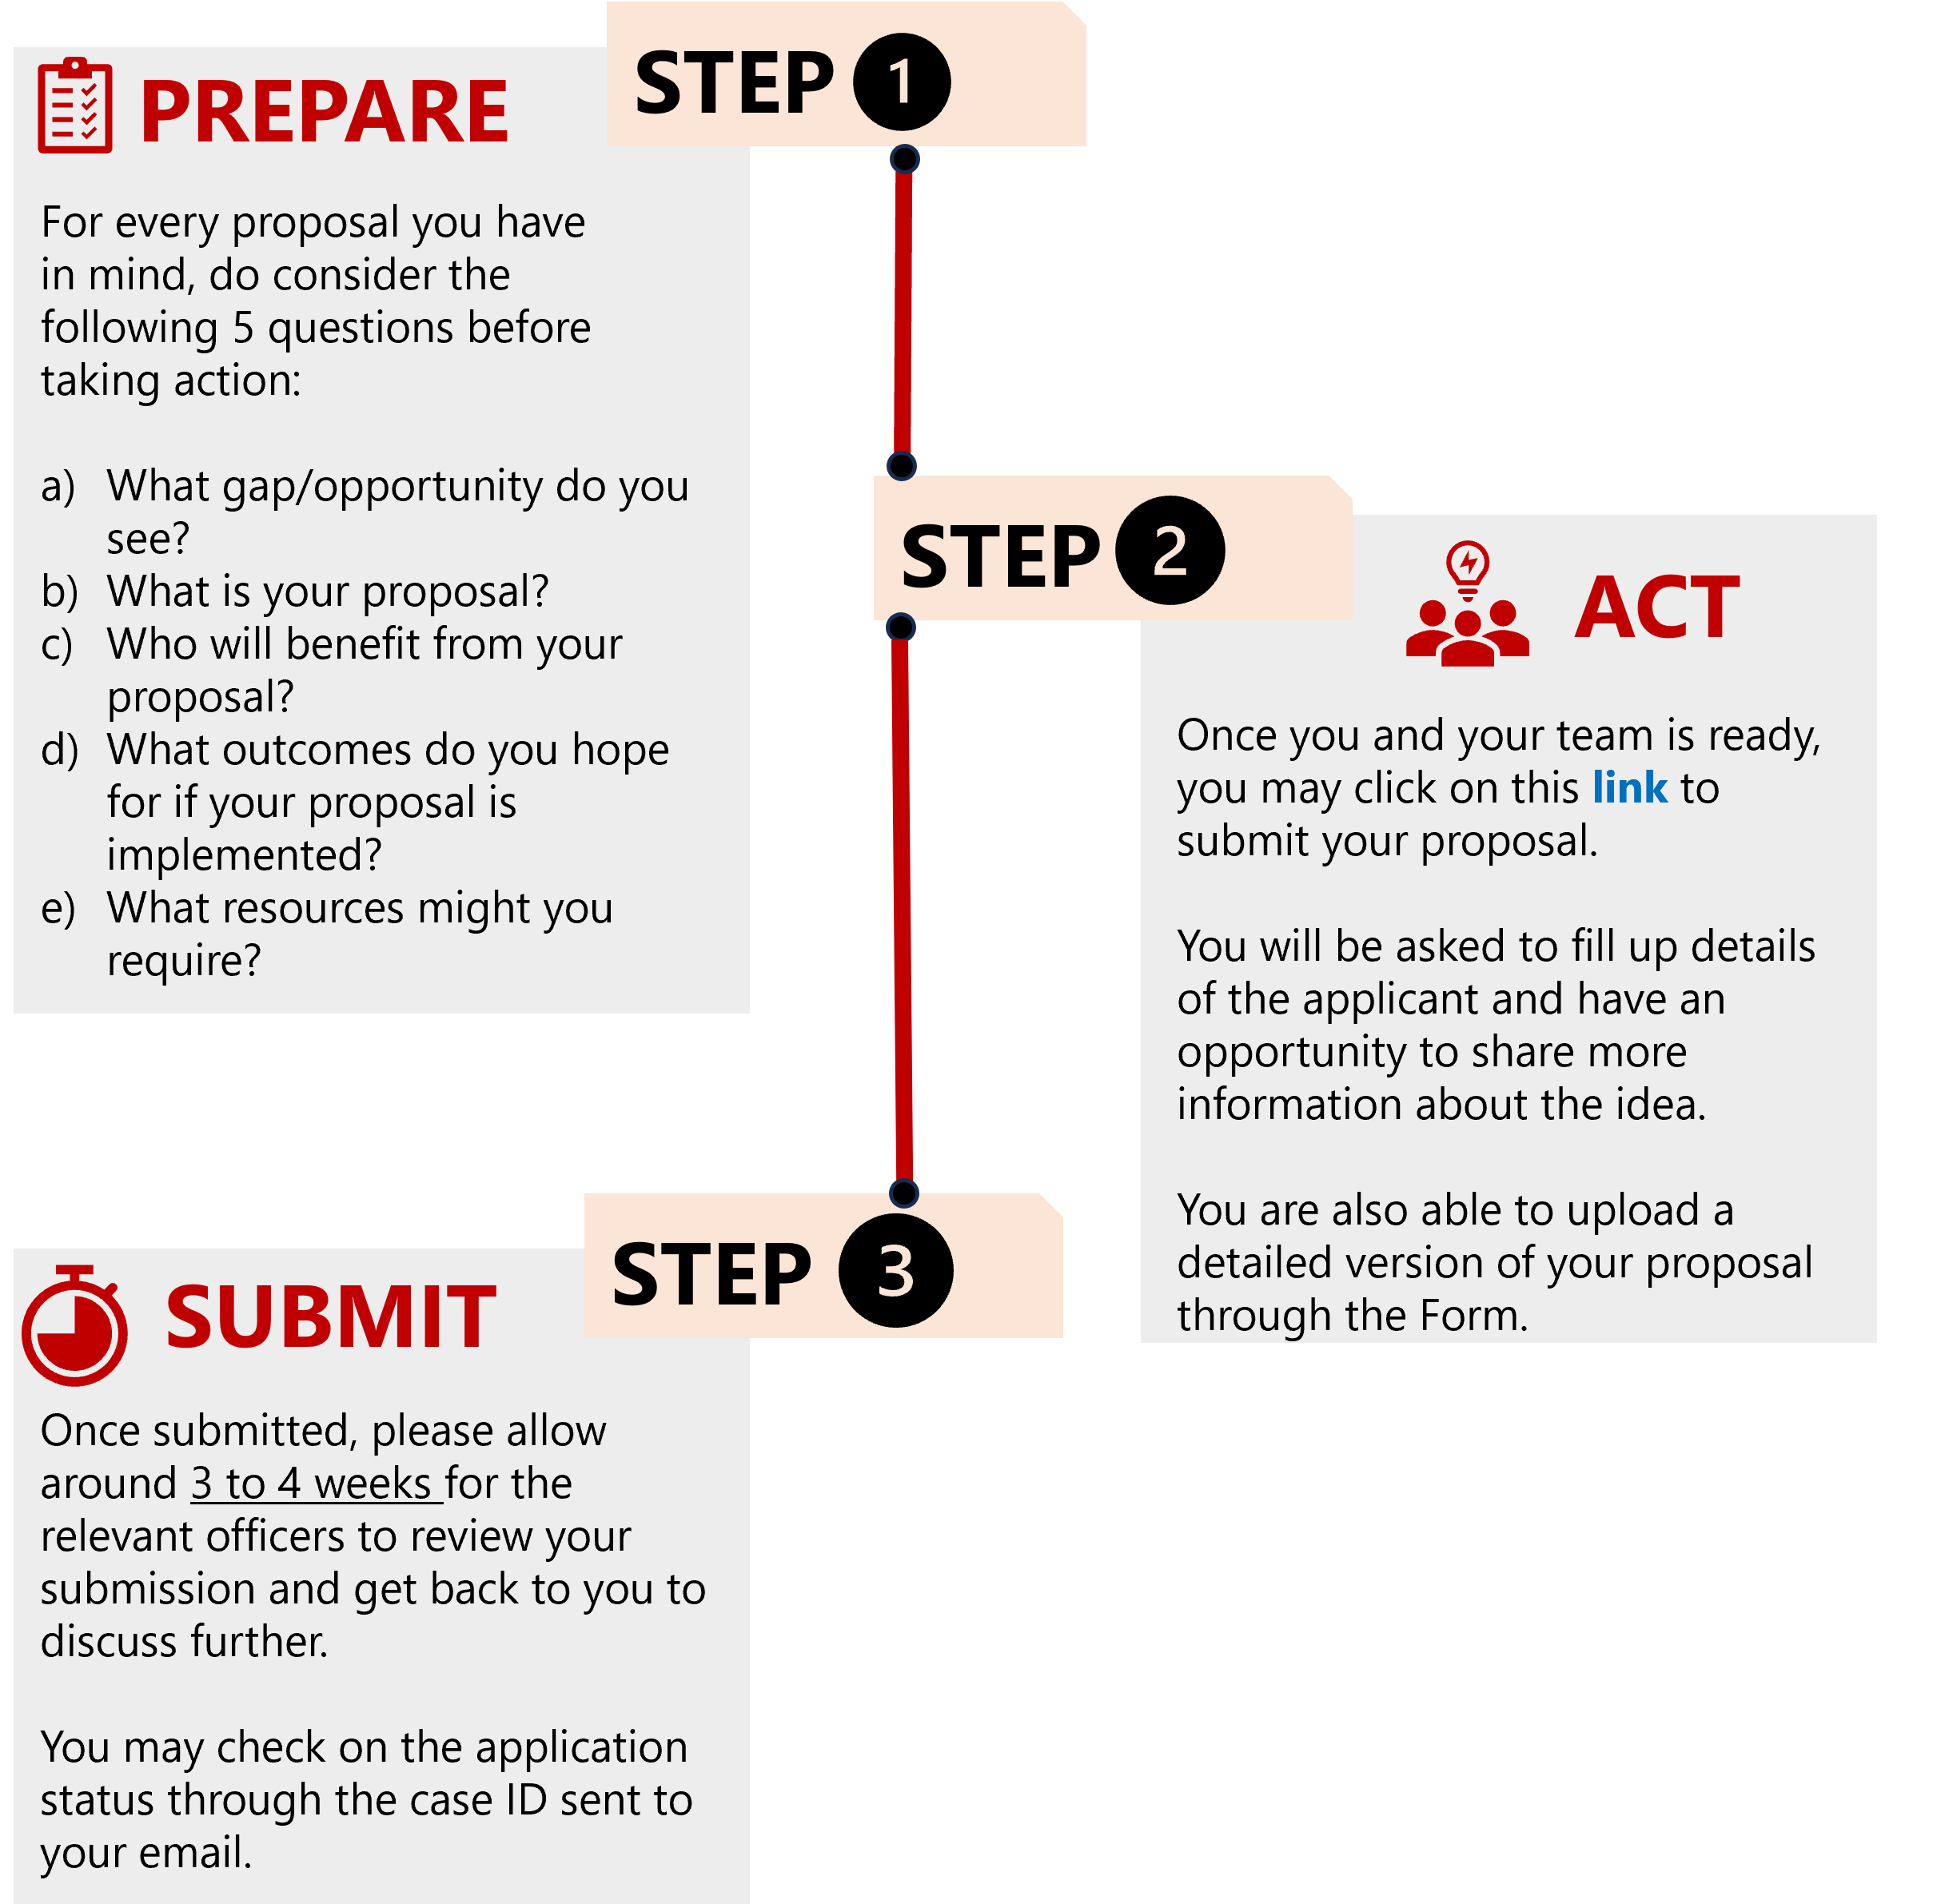 STEP 1
PREPARE
For every proposal you have
in mind, do consider the
following 5 questions before
taking action:
a) What gap/opportunity do you
see?
b) What is your proposal?
c) Who will benefit from your
proposal?
d) What outcomes do you hope
for if your proposal is
implemented?
e) What resources might you
require?
STEP 2
ACT
Once you and your team is ready,
you may click on this link to
submit your proposal.
You will be asked to fill up details
of the applicant and have an
opportunity to share more
information about the idea.
You are also able to upload a
detailed version of your proposal
through the Form.
STEP 3
SUBMIT
Once submitted, please allow
around 3 to 4 weeks for the
relevant officers to review your
submission and get back to you to
discuss further.
You may check on the application
status through the case ID sent to
your email.